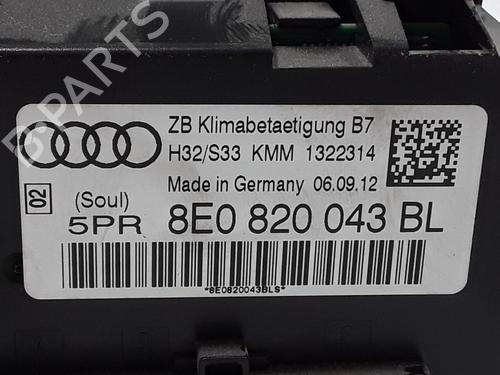 B-PARTS
ZB Klimabetaetigung B7
H32/S33 KMM 1322314
Made in Germany 06.09.12
02
(Soul)
5PR 8E0 820 043 BL
*8E0820043BLS*